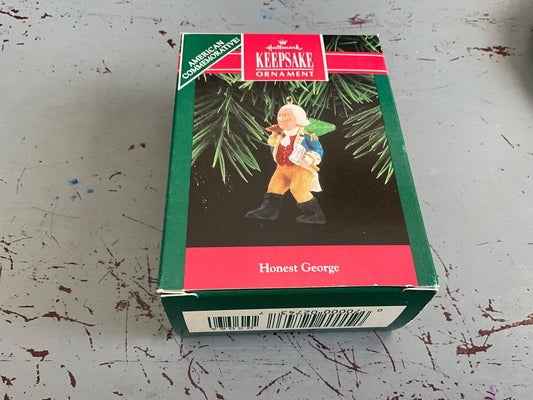 AMERICAN
COMMEMORATIVE!
Hallmark
KEEPSAKE
ORNAMENT
Honest George